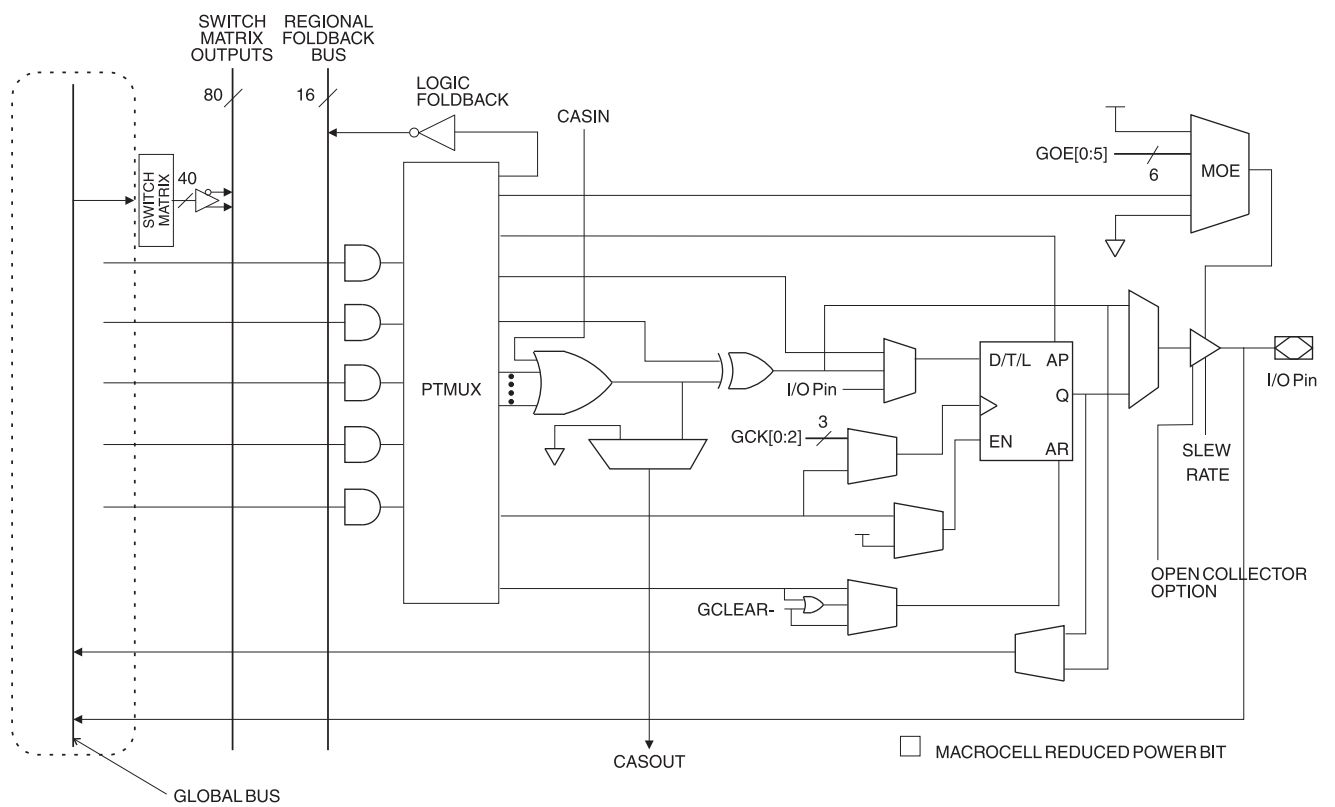 SWITCH
MATRIX
OUTPUTS
REGIONAL
FOLDBACK
BUS
80
16
LOGIC
FOLDBACK
CASIN
GOE[0:5]
6
MOE
SWITCH
MATRIX
40
PTMUX
I/O Pin
D/T/L
AP
Q
EN
AR
I/O Pin
GCK[0:2]
3
SLEW
RATE
OPEN COLLECTOR
OPTION
GCLEAR-
CASOUT
MACROCELL REDUCED POWER BIT
GLOBAL BUS